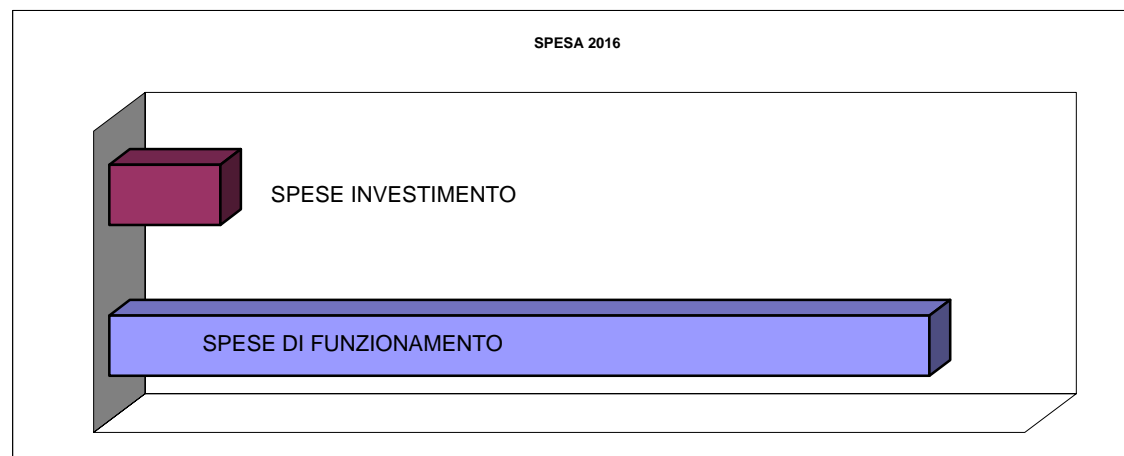 SPESA 2016
SPESE INVESTIMENTO
SPESE DI FUNZIONAMENTO